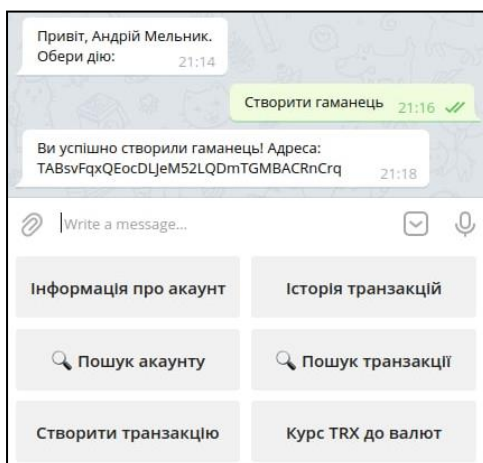 Привіт, Андрій Мельник.
Обери дію: 21:14
Створити гаманець 21:16
Ви успішно створили гаманець! Адреса:
TABsvFqxQEocDLJeM52LQDmTGMBACRnCrq 21:18
Write a message...
Інформація про акаунт Історія транзакцій
🔍 Пошук акаунту 🔍 Пошук транзакції
Створити транзакцію Курс TRX до валют